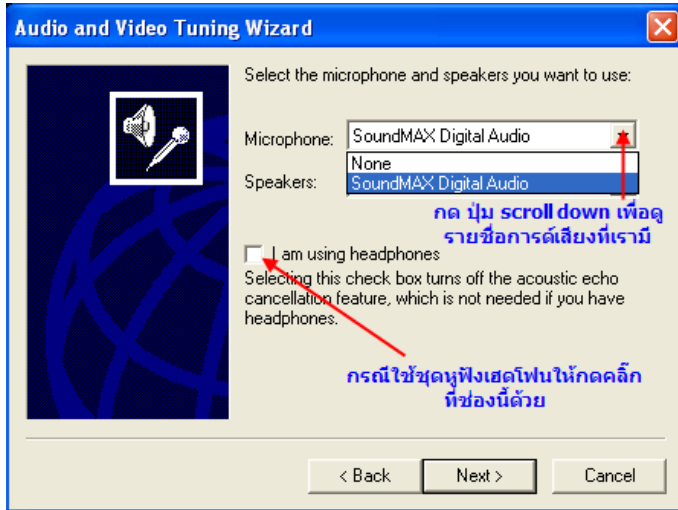 Audio and Video Tuning Wizard
Select the microphone and speakers you want to use:
Microphone: SoundMAX Digital Audio
None
Speakers: SoundMAX Digital Audio
กด ปุ่ม scroll down เพื่อดู
รายชื่อการด์เสียงที่เรามี
I am using headphones
Selecting this check box turns off the acoustic echo
cancellation feature, which is not needed if you have
headphones.
กรณีใช้ชุดหูฟังเฮดโฟนให้กดคลิ๊ก
ที่ช่องนี้ด้วย
< Back Next > Cancel